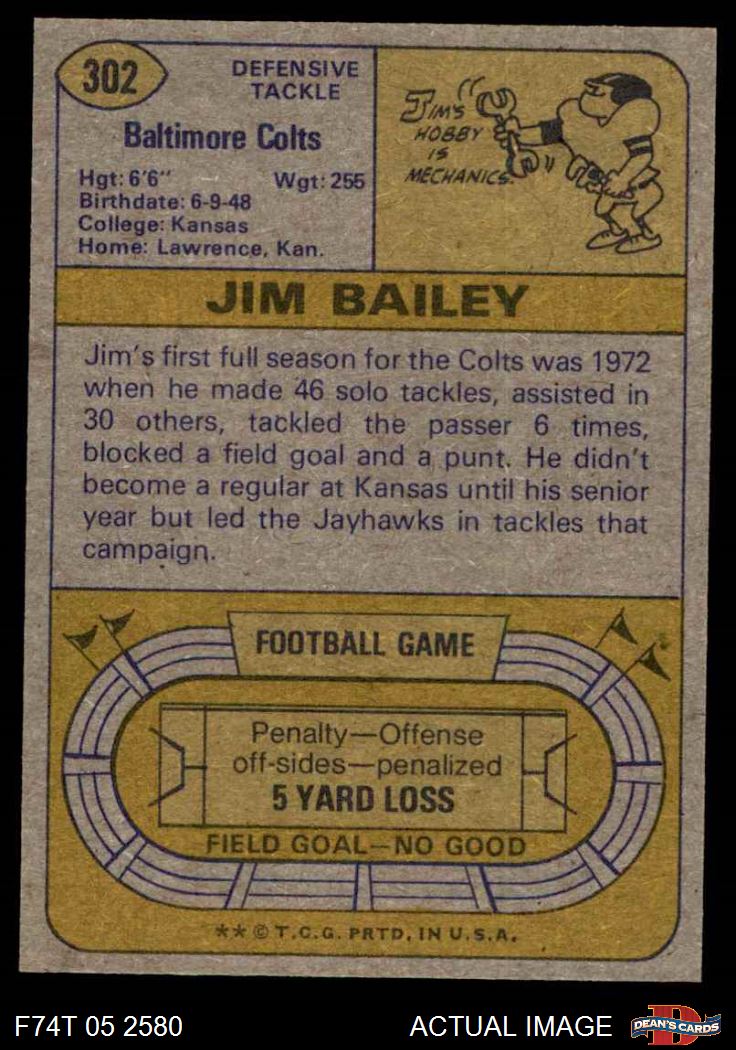 302
DEFENSIVE
TACKLE
Baltimore Colts
Hgt: 6'6" Wgt: 255
Birthdate: 6-9-48
College: Kansas
Home: Lawrence, Kan.
JIM'S
HOBBY
IS
MECHANICS.
JIM BAILEY
Jim's first full season for the Colts was 1972
when he made 46 solo tackles, assisted in
30 others, tackled the passer 6 times,
blocked a field goal and a punt. He didn't
become a regular at Kansas until his senior
year but led the Jayhawks in tackles that
campaign.
FOOTBALL GAME
Penalty—Offense
off-sides—penalized
5 YARD LOSS
FIELD GOAL—NO GOOD
** © T.C.G. PRTD. IN U.S.A.
F74T 05 2580 ACTUAL IMAGE
D
DEAN'S CARDS